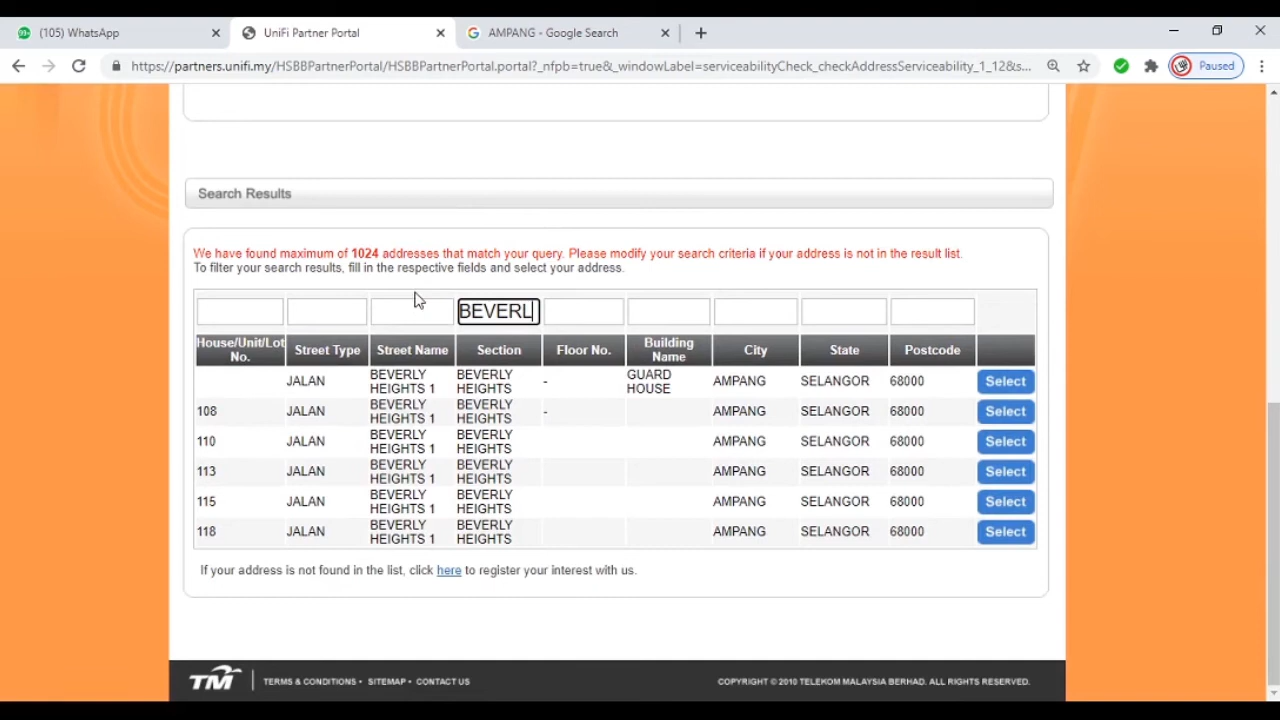 99+ (105) WhatsApp × UniFi Partner Portal × G AMPANG - Google Search × +
https://partners.unifi.my/HSBBPartnerPortal/HSBBPartnerPortal.portal?_nfpb=true&_windowLabel=serviceabilityCheck_checkAddressServiceability_1_12&s... Paused
Search Results
We have found maximum of 1024 addresses that match your query. Please modify your search criteria if your address is not in the result list.
To filter your search results, fill in the respective fields and select your address.
BEVERL
House/Unit/Lot No. Street Type Street Name Section Floor No. Building Name City State Postcode
JALAN BEVERLY HEIGHTS 1 BEVERLY HEIGHTS - GUARD HOUSE AMPANG SELANGOR 68000 Select
108 JALAN BEVERLY HEIGHTS 1 BEVERLY HEIGHTS - AMPANG SELANGOR 68000 Select
110 JALAN BEVERLY HEIGHTS 1 BEVERLY HEIGHTS AMPANG SELANGOR 68000 Select
113 JALAN BEVERLY HEIGHTS 1 BEVERLY HEIGHTS AMPANG SELANGOR 68000 Select
115 JALAN BEVERLY HEIGHTS 1 BEVERLY HEIGHTS AMPANG SELANGOR 68000 Select
118 JALAN BEVERLY HEIGHTS 1 BEVERLY HEIGHTS AMPANG SELANGOR 68000 Select
If your address is not found in the list, click here to register your interest with us.
TM TERMS & CONDITIONS • SITEMAP • CONTACT US COPYRIGHT © 2010 TELEKOM MALAYSIA BERHAD. ALL RIGHTS RESERVED.